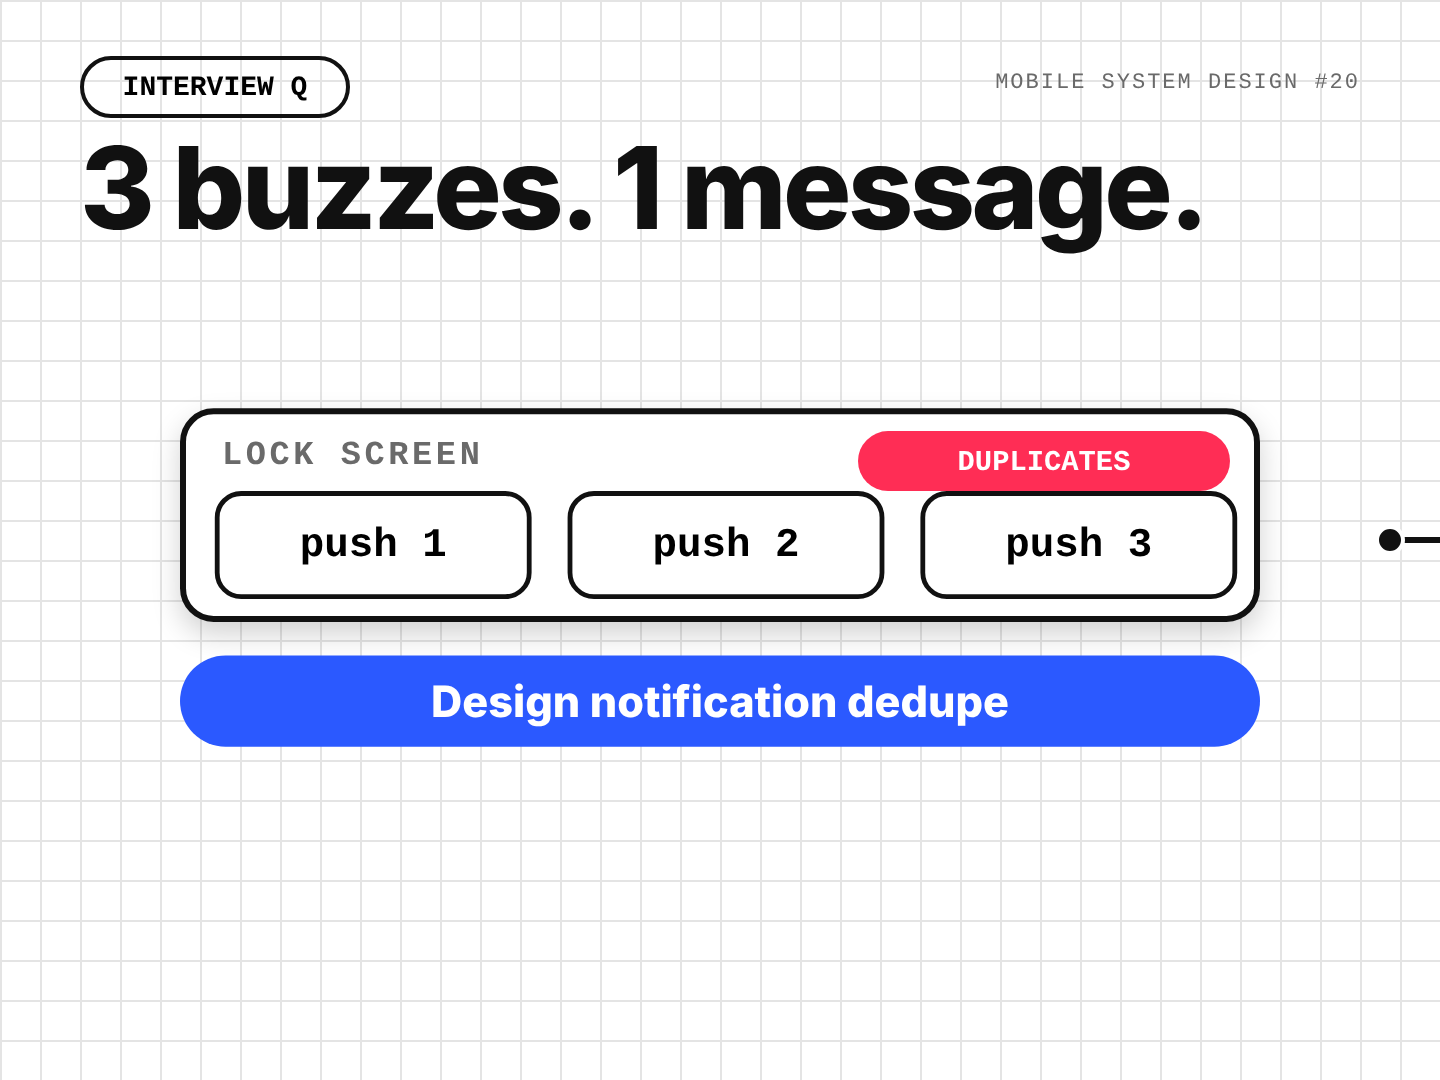 INTERVIEW Q
MOBILE SYSTEM DESIGN #20
3 buzzes. 1 message.
LOCK SCREEN
DUPLICATES
push 1
push 2
push 3
Design notification dedupe